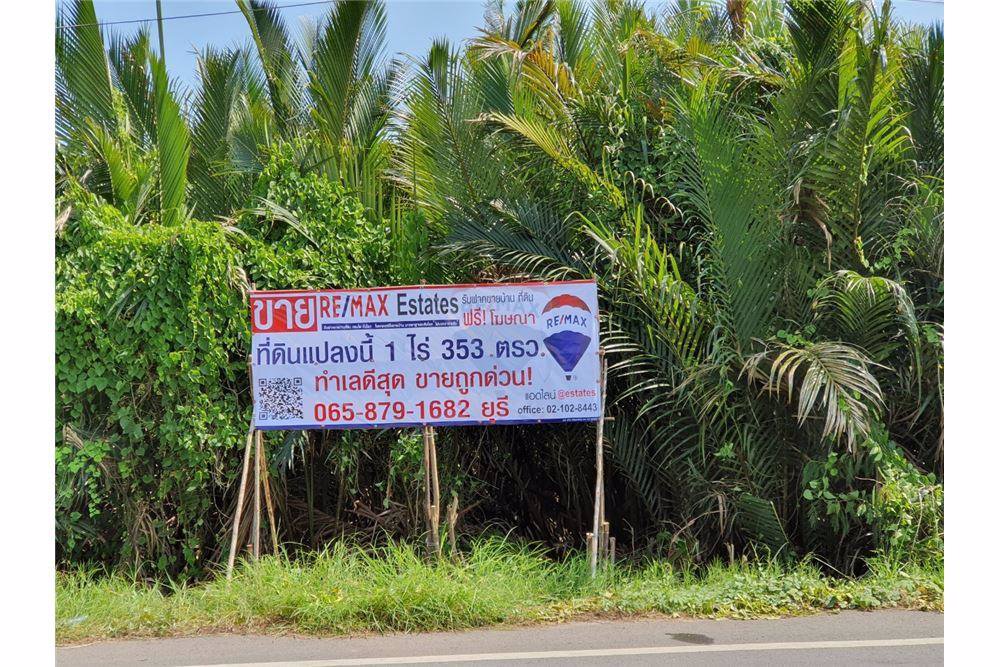 ขาย RE/MAX Estates รับฝากขายบ้าน ที่ดิน
ฟรี! โฆษณา
RE/MAX
ที่ดินแปลงนี้ 1 ไร่ 353 ตรว.
ทำเลดีสุด ขายถูกด่วน!
แอดไลน์ @estates
065-879-1682 ยุรี
office: 02-102-8443